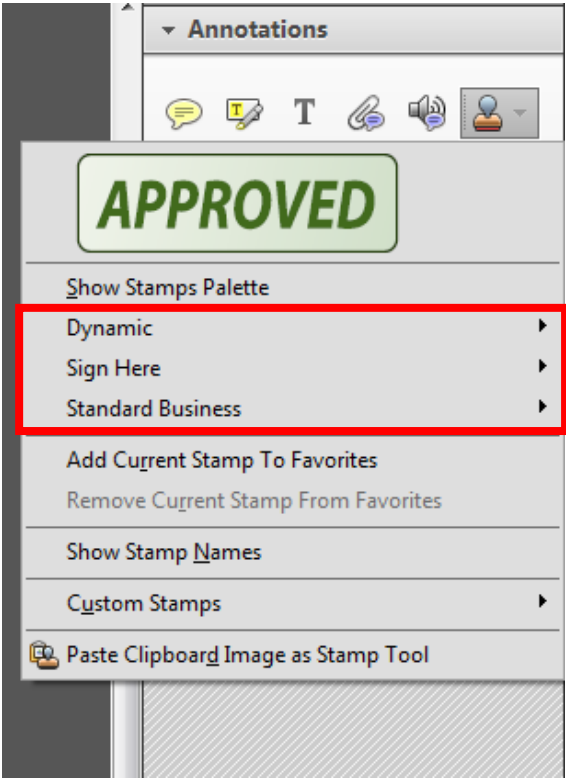 Annotations
T T
APPROVED
Show Stamps Palette
Dynamic
Sign Here
Standard Business
Add Current Stamp To Favorites
Remove Current Stamp From Favorites
Show Stamp Names
Custom Stamps
Paste Clipboard Image as Stamp Tool